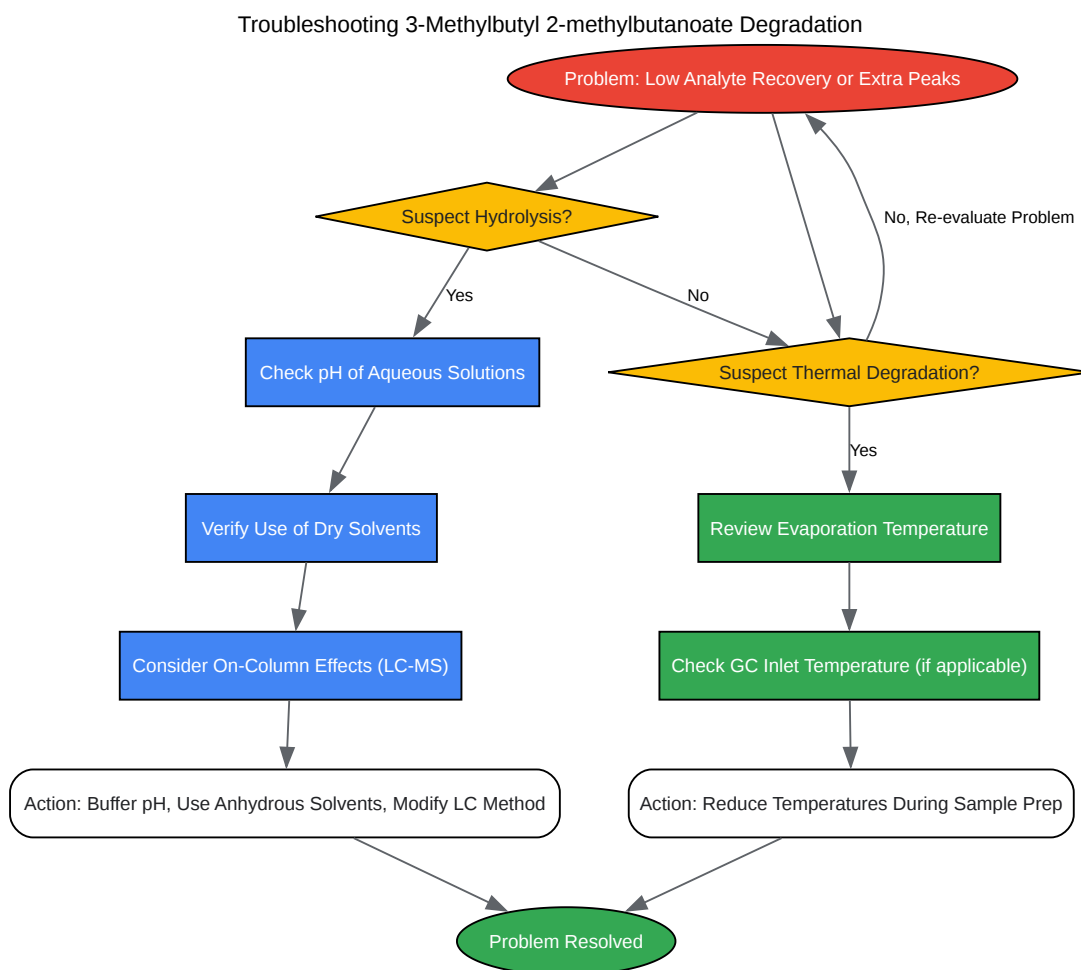 Troubleshooting 3-Methylbutyl 2-methylbutanoate Degradation
Problem: Low Analyte Recovery or Extra Peaks
Suspect Hydrolysis?
No, Re-evaluate Problem
Yes
No
Check pH of Aqueous Solutions
Suspect Thermal Degradation?
Yes
Verify Use of Dry Solvents
Review Evaporation Temperature
Consider On-Column Effects (LC-MS)
Check GC Inlet Temperature (if applicable)
Action: Buffer pH, Use Anhydrous Solvents, Modify LC Method
Action: Reduce Temperatures During Sample Prep
Problem Resolved